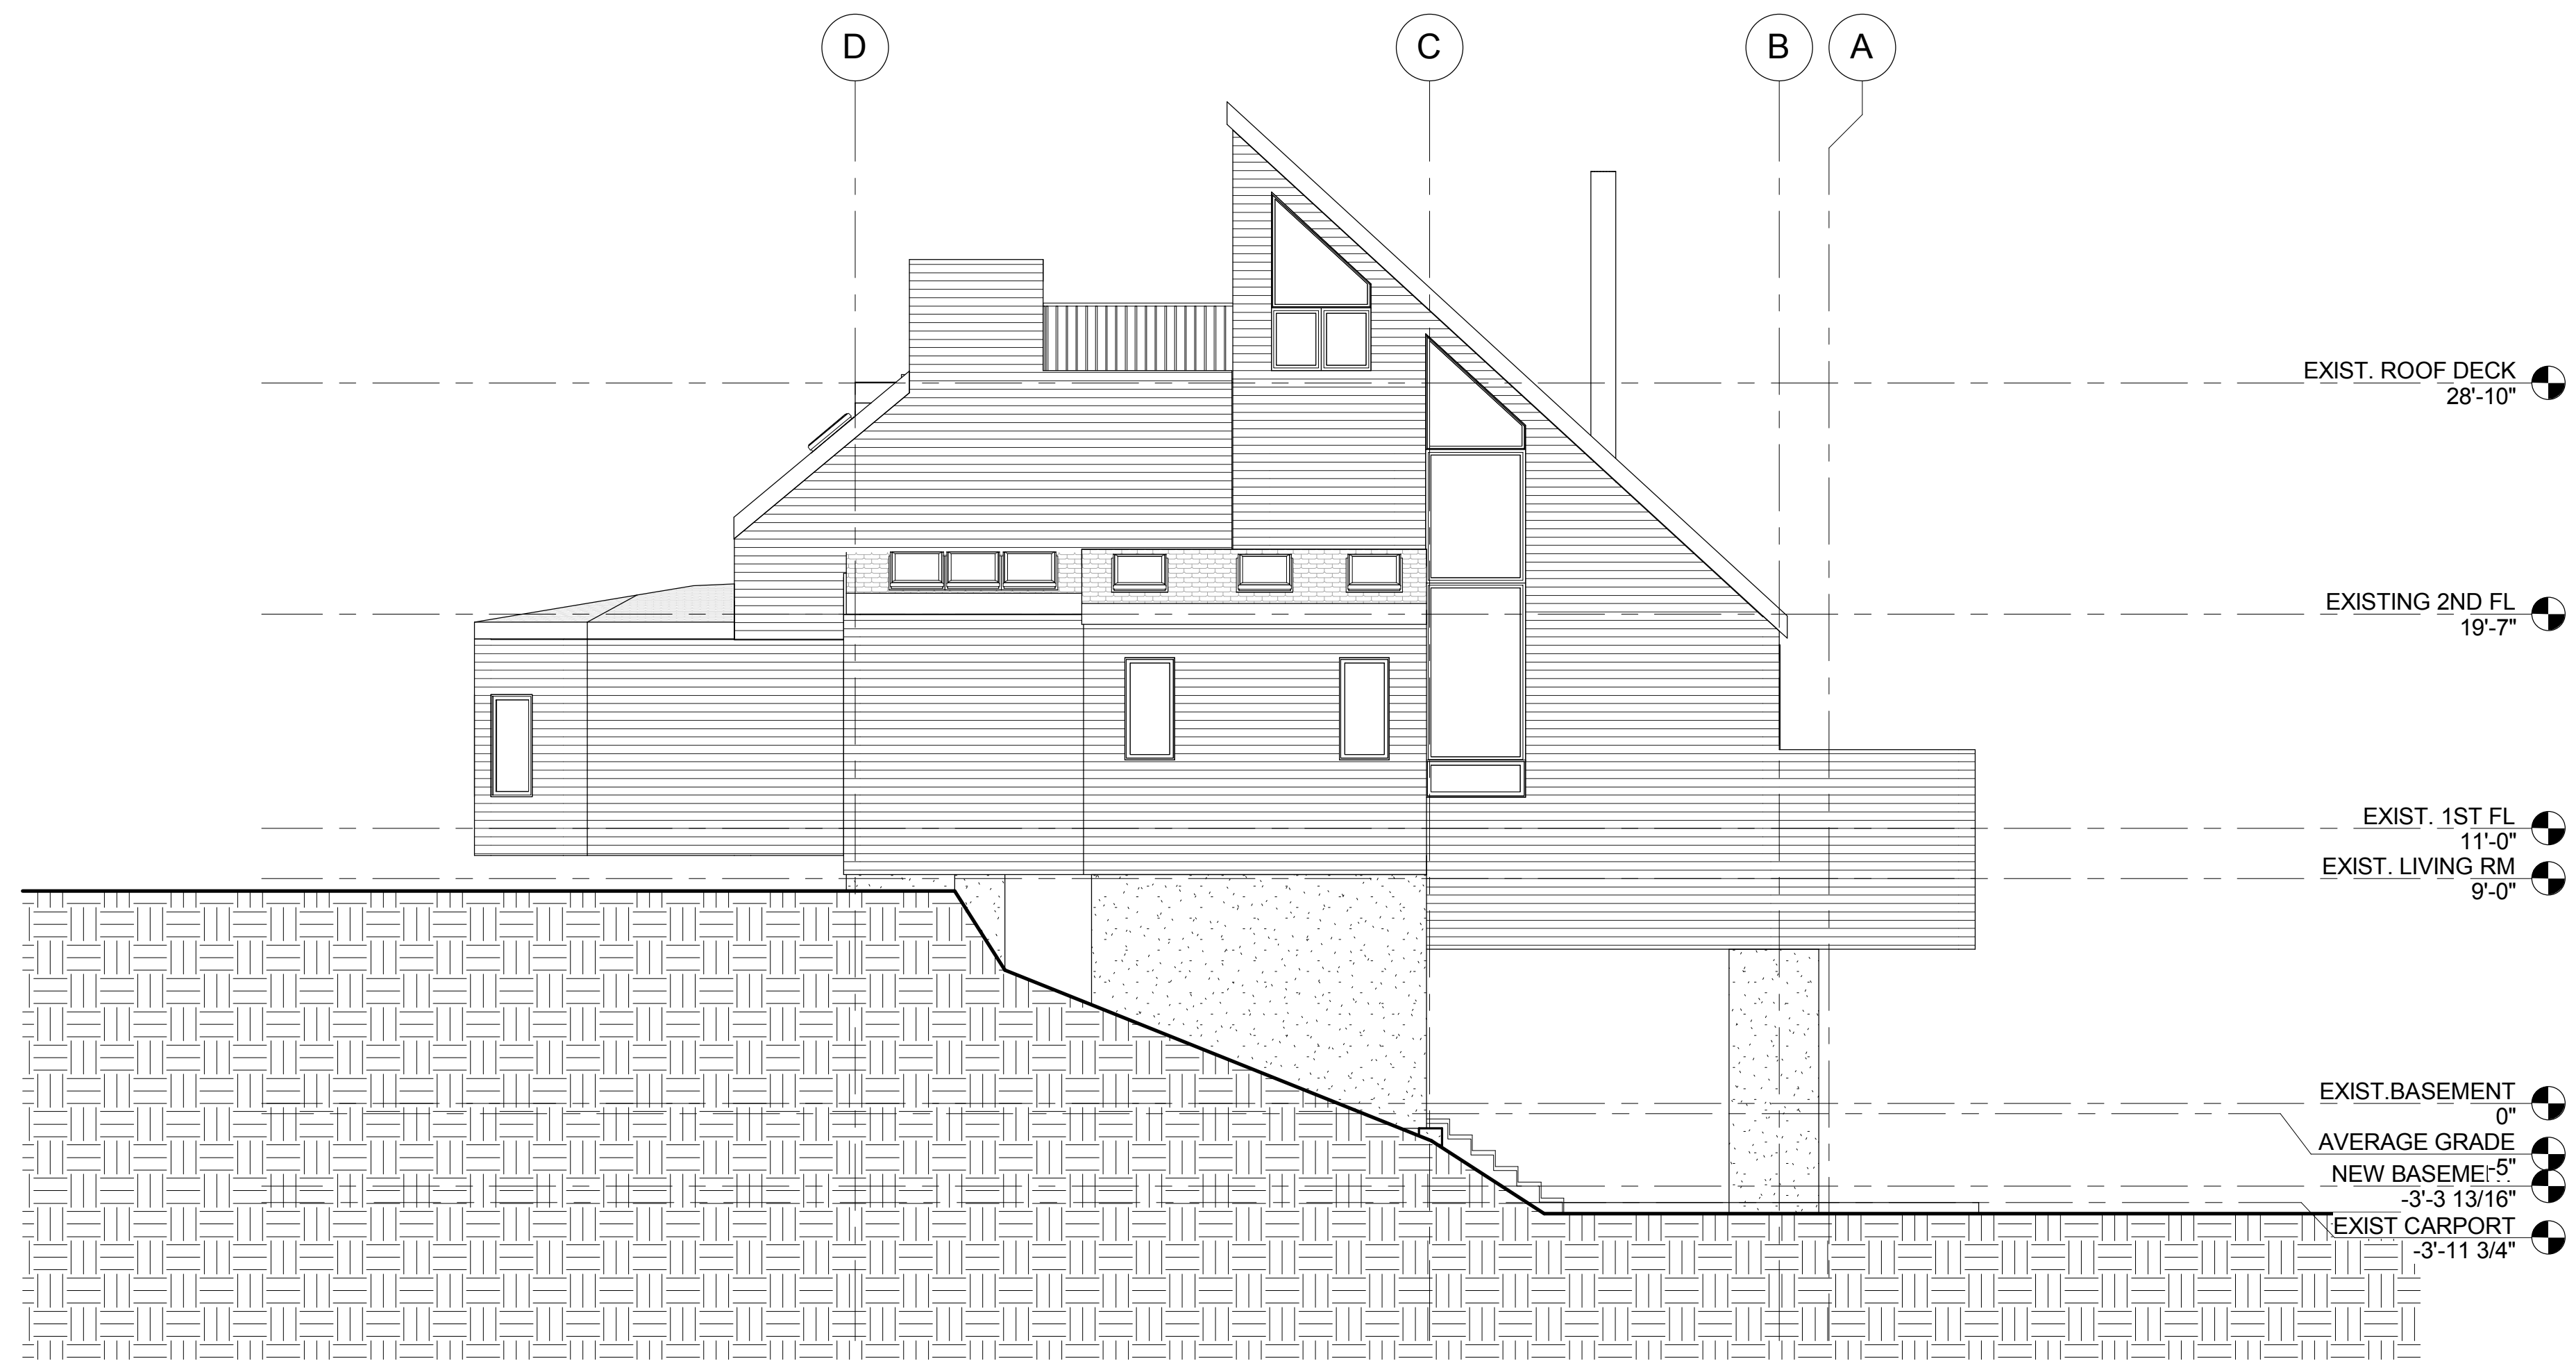 D
C
B
A
EXIST. ROOF DECK
28'-10"
EXISTING 2ND FL
19'-7"
EXIST. 1ST FL
11'-0"
EXIST. LIVING RM
9'-0"
EXIST.BASEMENT
0"
AVERAGE GRADE
-5"
NEW
-3'-3 13/16"
EXIST CARPORT
-3'-11 3/4"